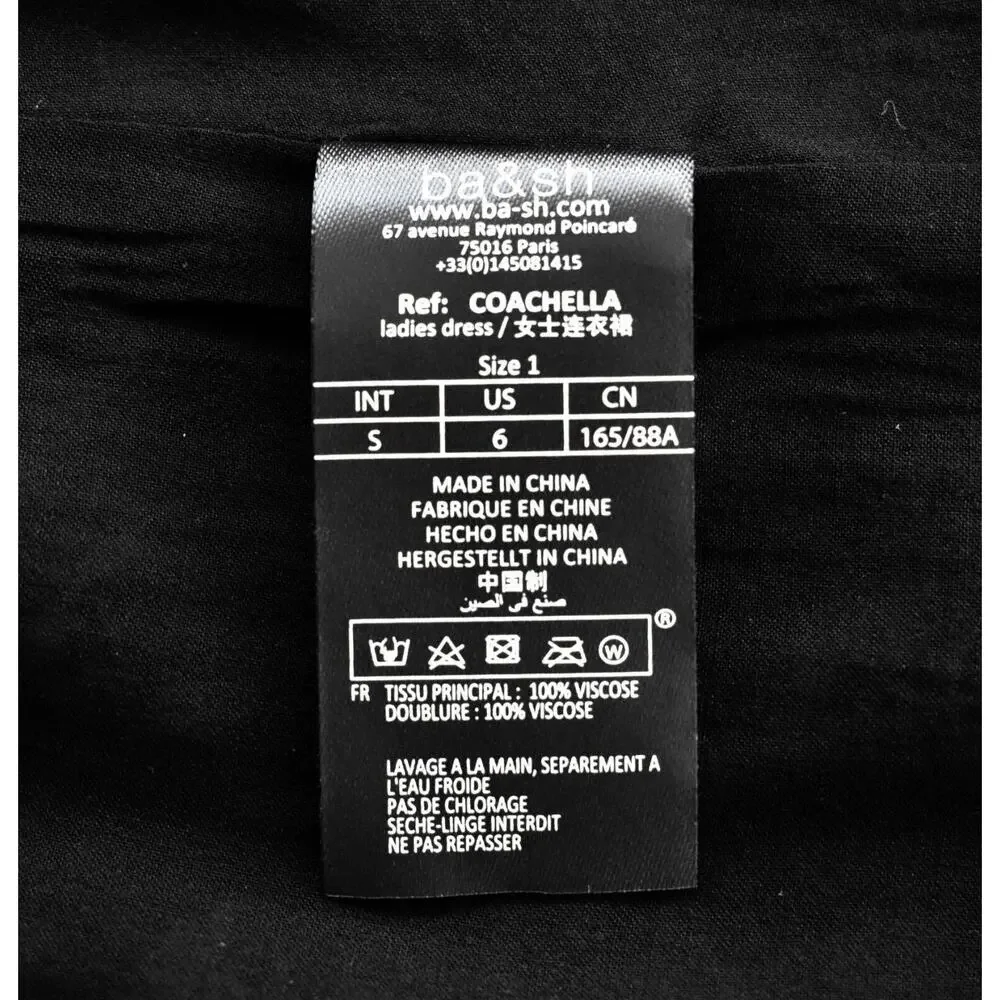 ba&sh
www.ba-sh.com
67 avenue Raymond Poincaré
75016 Paris
+33(0)145081415
Ref: COACHELLA
ladies dress / 女士连衣裙
Size 1
INT US CN
S 6 165/88A
MADE IN CHINA
FABRIQUE EN CHINE
HECHO EN CHINA
HERGESTELLT IN CHINA
中国制
صنع في الصين
®
W
FR TISSU PRINCIPAL : 100% VISCOSE
DOUBLURE : 100% VISCOSE
LAVAGE A LA MAIN, SEPAREMENT A
L'EAU FROIDE
PAS DE CHLORAGE
SECHE-LINGE INTERDIT
NE PAS REPASSER